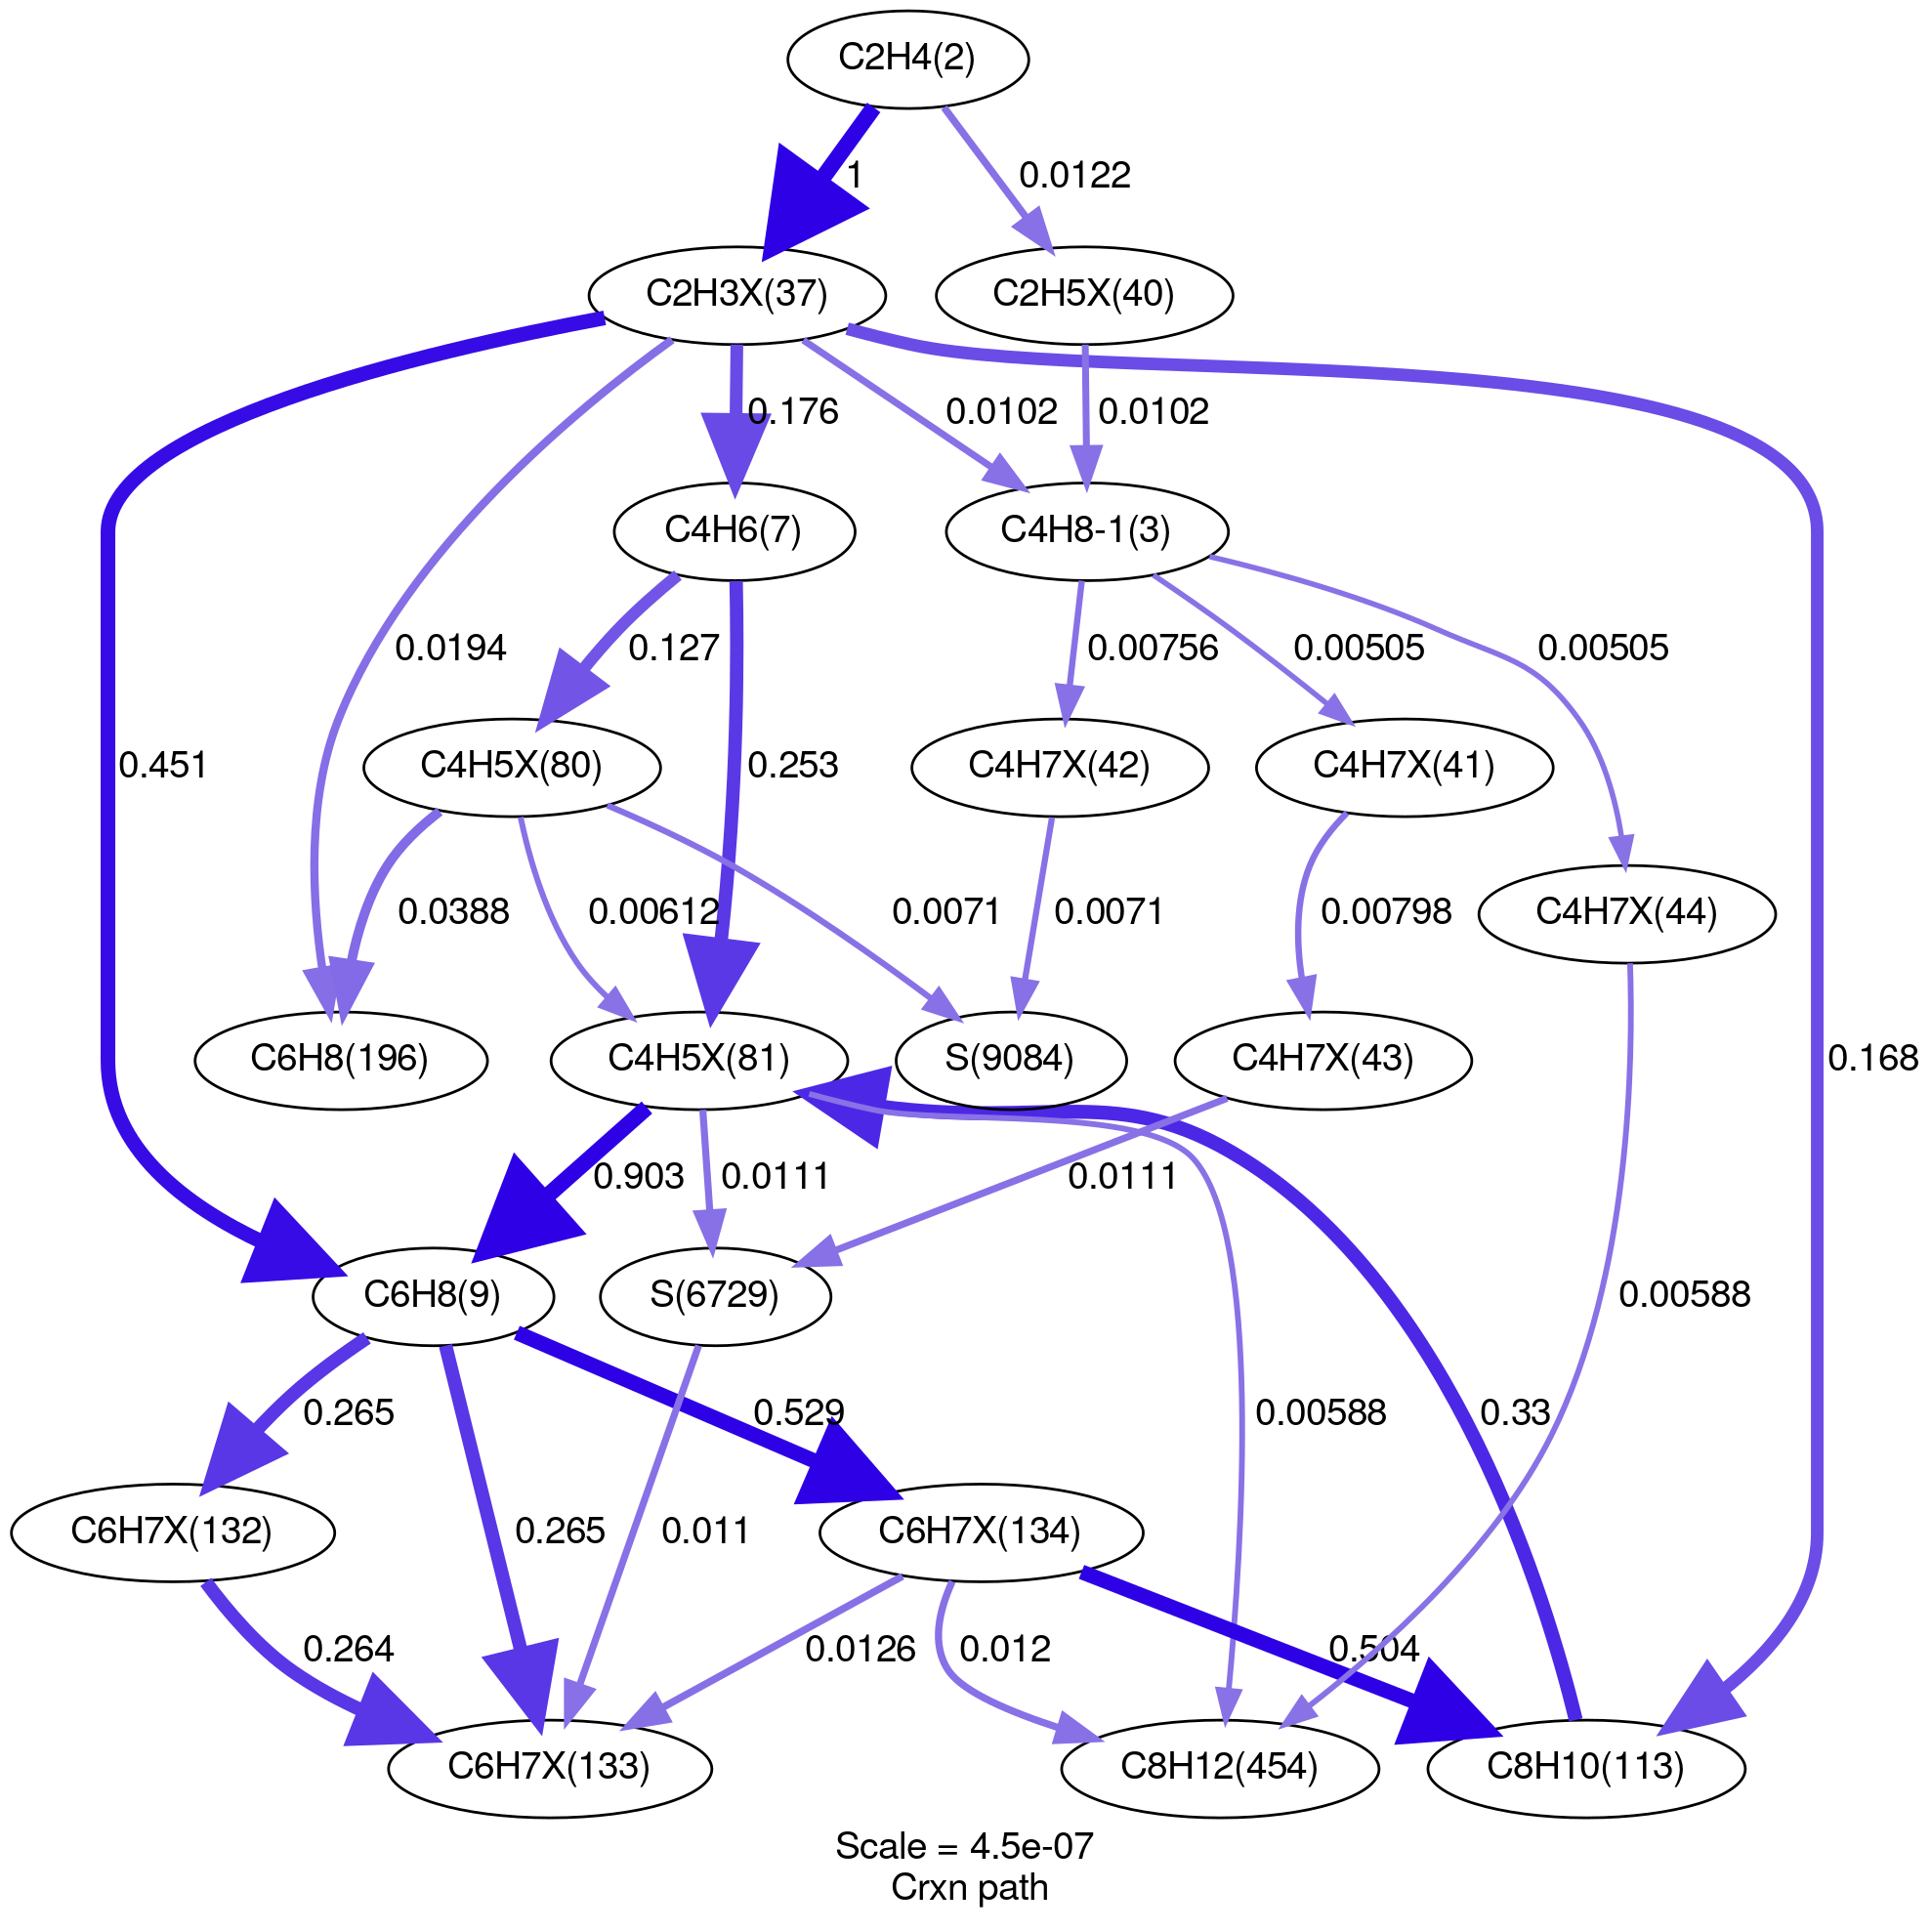 C2H4(2)
1
0.0122
C2H3X(37)
C2H5X(40)
0.176
0.0102
0.0102
C4H6(7)
C4H8-1(3)
0.0194
0.127
0.00756
0.00505
0.00505
0.451
C4H5X(80)
0.253
C4H7X(42)
C4H7X(41)
0.0388
0.00612
0.0071
0.0071
0.00798
C4H7X(44)
C6H8(196)
C4H5X(81)
S(9084)
C4H7X(43)
0.168
0.903
0.0111
0.0111
C6H8(9)
S(6729)
0.00588
0.265
0.529
0.00588
0.33
C6H7X(132)
0.265
0.011
C6H7X(134)
0.264
0.0126
0.012
0.504
C6H7X(133)
C8H12(454)
C8H10(113)
Scale = 4.5e-07
Crxn path